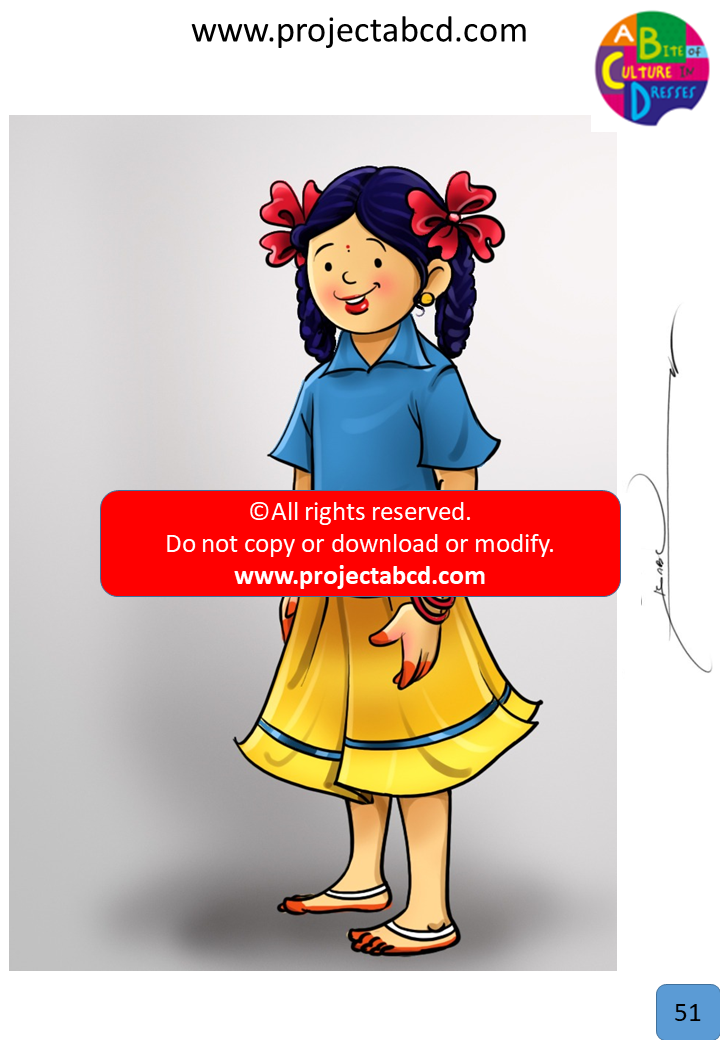 www.projectabcd.com
A BITE OF
CULTURE IN
DRESSES
©All rights reserved.
Do not copy or download or modify.
www.projectabcd.com
51